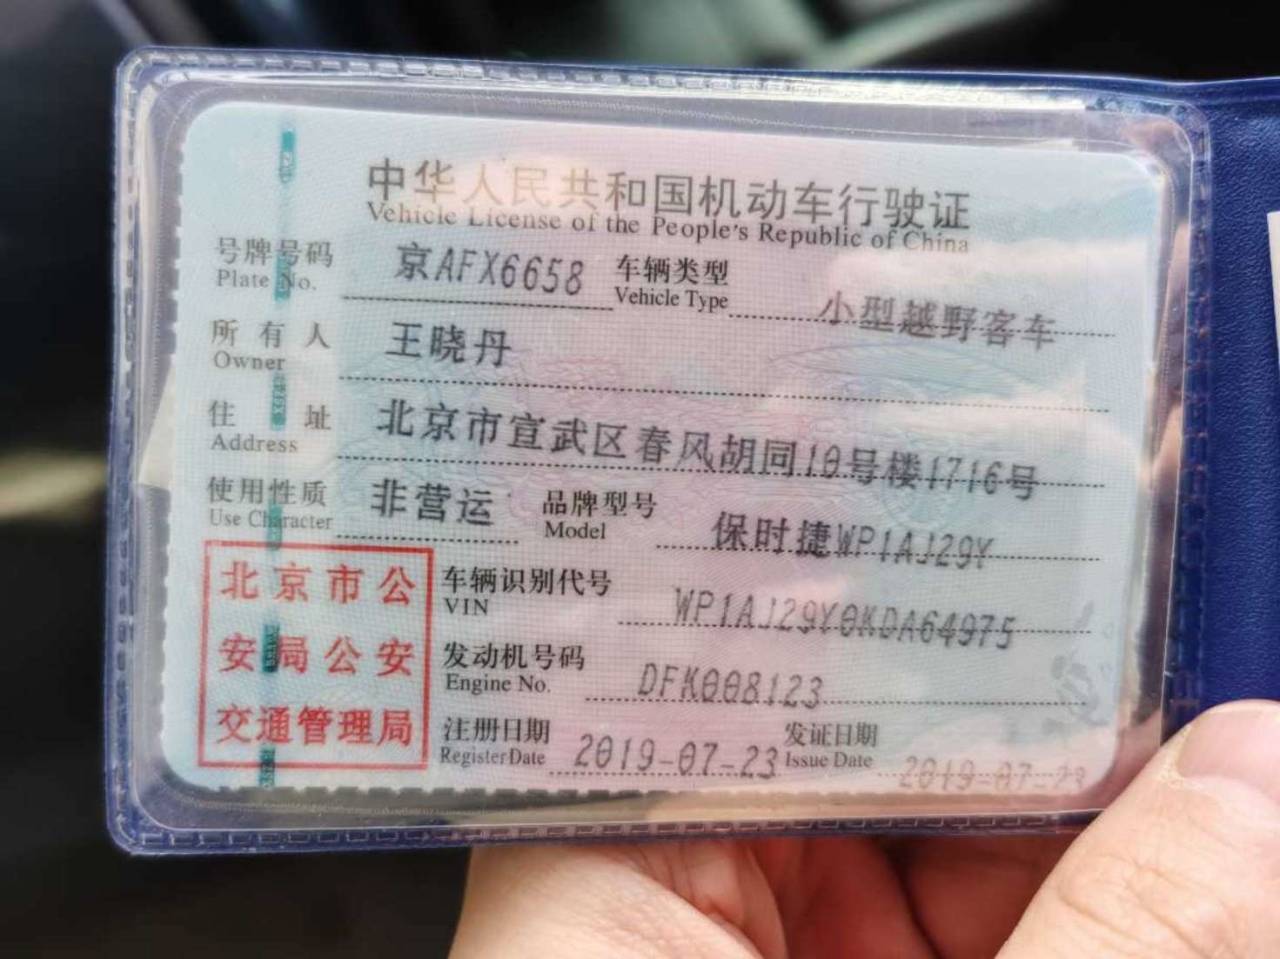 中华人民共和国机动车行驶证
Vehicle License of the People's Republic of China
号牌号码 京AFX6658 车辆类型 小型越野客车
Plate No. Vehicle Type
所有人 王晓丹
Owner
住址 北京市宣武区春风胡同10号楼1716号
Address
使用性质 非营运 品牌型号 保时捷WP1AJ29Y
Use Character Model
北京市公
安局公安
交通管理局
车辆识别代号 WP1AJ29Y0KDA64975
VIN
发动机号码 DFK008123
Engine No.
注册日期 2019-07-23 发证日期 2019-07-23
Register Date Issue Date